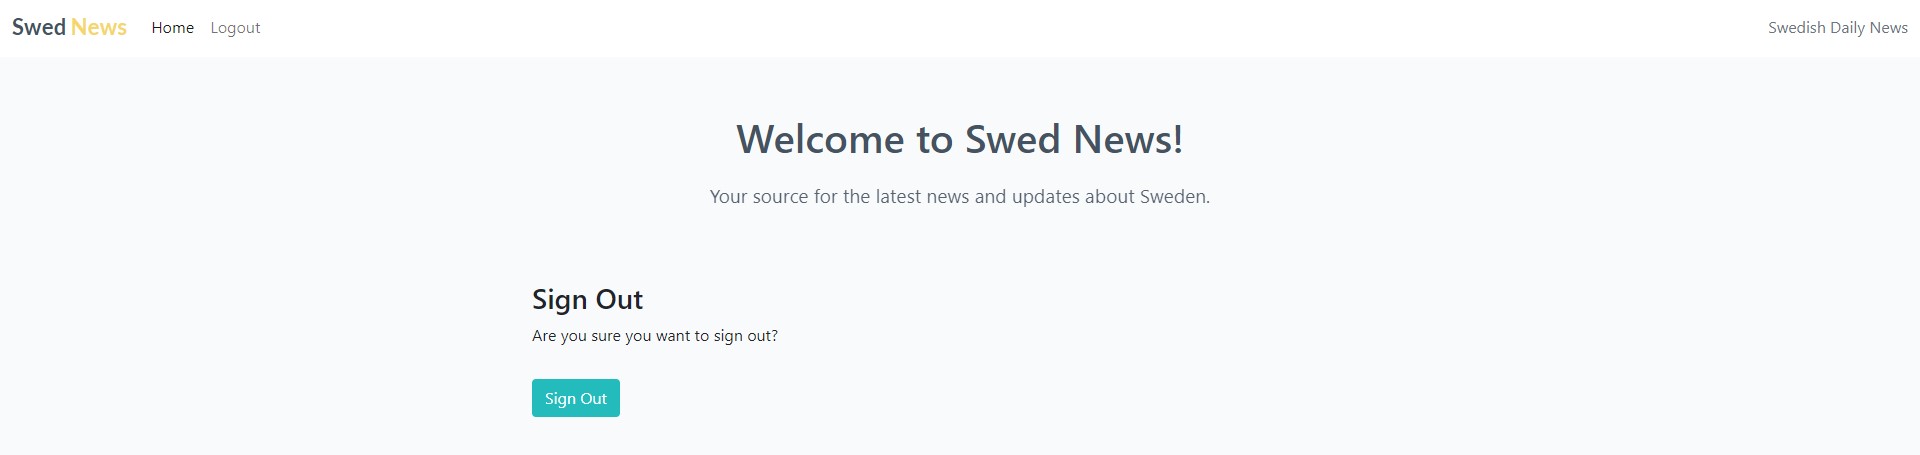 Swed News Home Logout Swedish Daily News
Welcome to Swed News!
Your source for the latest news and updates about Sweden.
Sign Out
Are you sure you want to sign out?
Sign Out